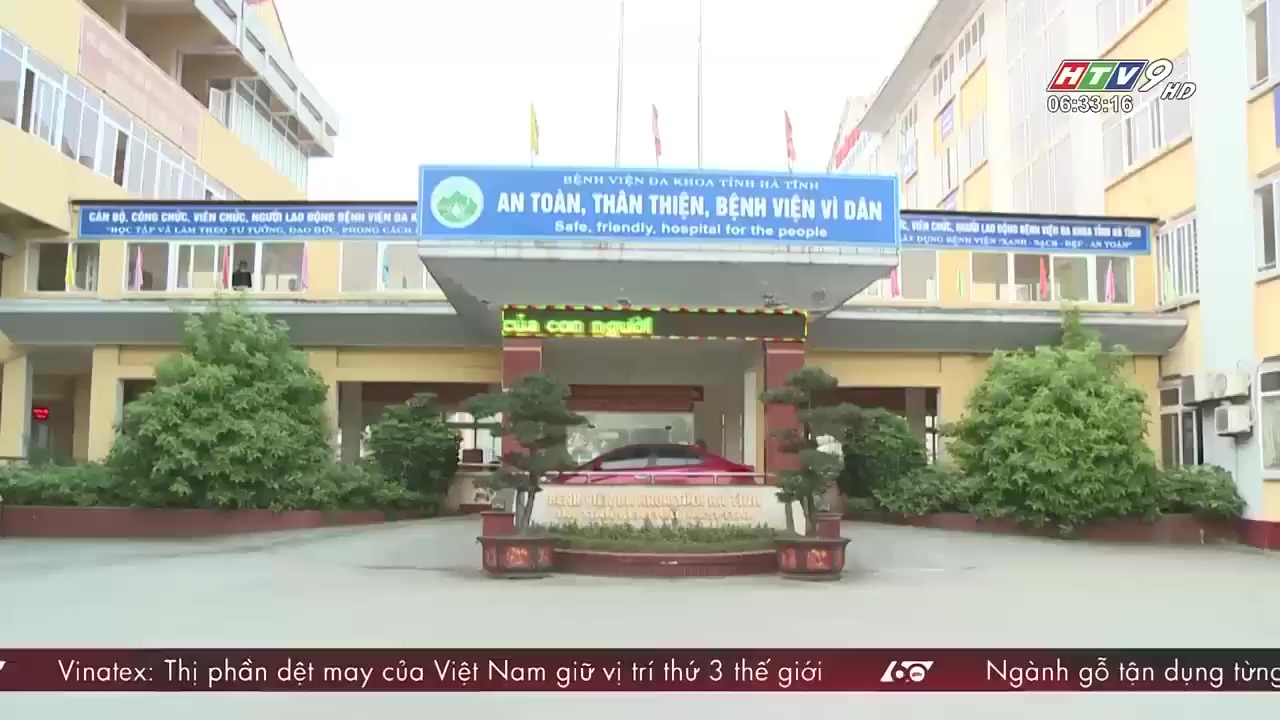 HTV9 HD
06:33:16
BỆNH VIỆN ĐA KHOA TỈNH HÀ TĨNH
AN TOÀN, THÂN THIỆN, BỆNH VIỆN VÌ DÂN
Safe, friendly, hospital for the people
CÁN BỘ, CÔNG CHỨC, VIÊN CHỨC, NGƯỜI LAO ĐỘNG BỆNH VIỆN ĐA K
"HỌC TẬP VÀ LÀM THEO TƯ TƯỞNG, ĐẠO ĐỨC, PHONG CÁCH
VIÊN CHỨC, NGƯỜI LAO ĐỘNG BỆNH VIỆN ĐA KHOA TỈNH HÀ TĨNH
DỰNG BỆNH VIỆN "XANH - SẠCH - ĐẸP - AN TOÀN"
của con người
BỆNH VIỆN ĐA KHOA TỈNH HÀ TĨNH
Vinatex: Thị phần dệt may của Việt Nam giữ vị trí thứ 3 thế giới
60
Ngành gỗ tận dụng từng